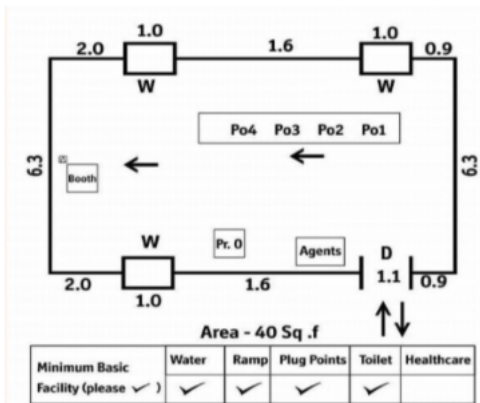 1.0 1.0
2.0 1.6 0.9
W W
Po4 Po3 Po2 Po1
6.3 6.3
Booth
W Pr. 0 Agents D
1.1
2.0 1.6 0.9
1.0
Area - 40 Sq .f
Minimum Basic Facility (please ✓ ) Water Ramp Plug Points Toilet Healthcare
✓ ✓ ✓ ✓